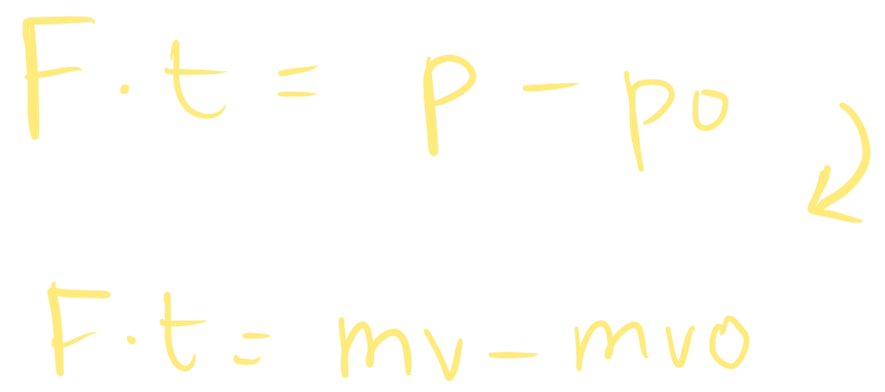 F · t = p - po
F · t = mv - mvo